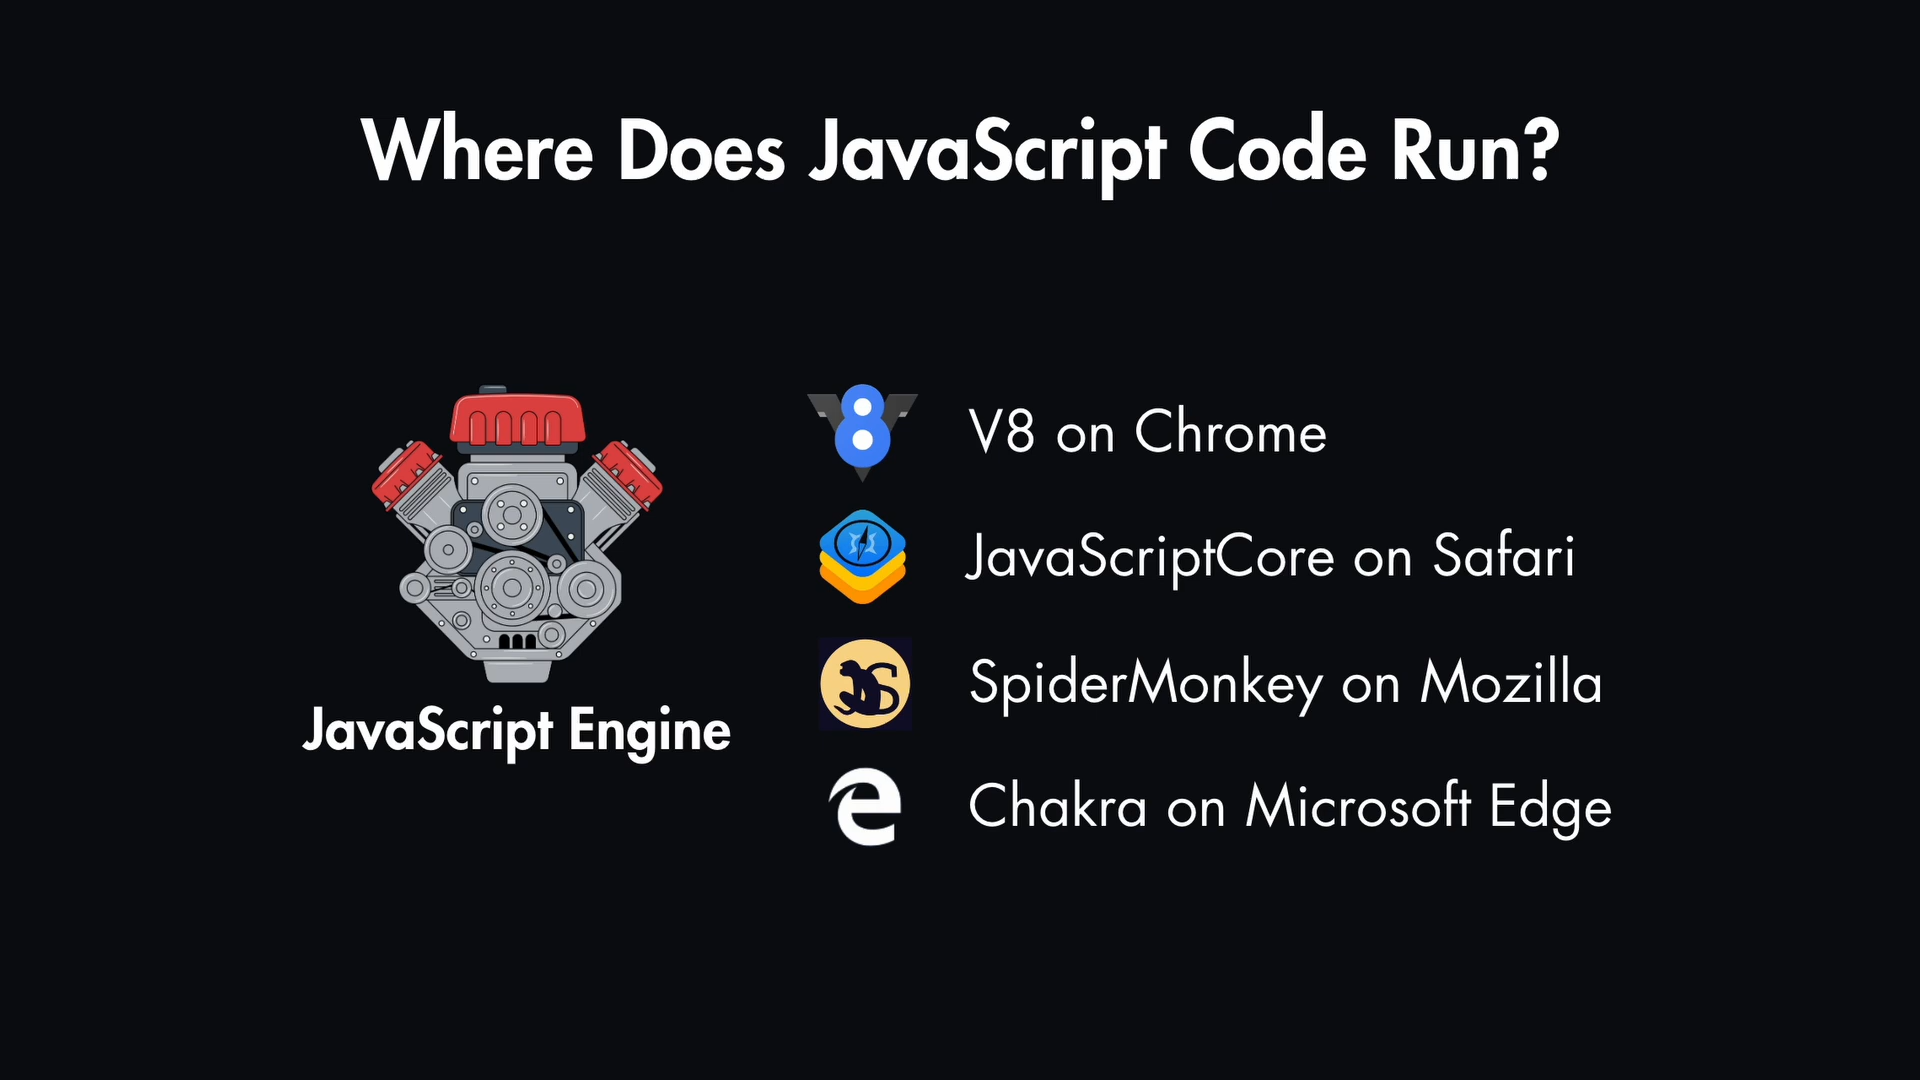 Where Does JavaScript Code Run?
V8 on Chrome
JavaScriptCore on Safari
SpiderMonkey on Mozilla
Chakra on Microsoft Edge
JavaScript Engine